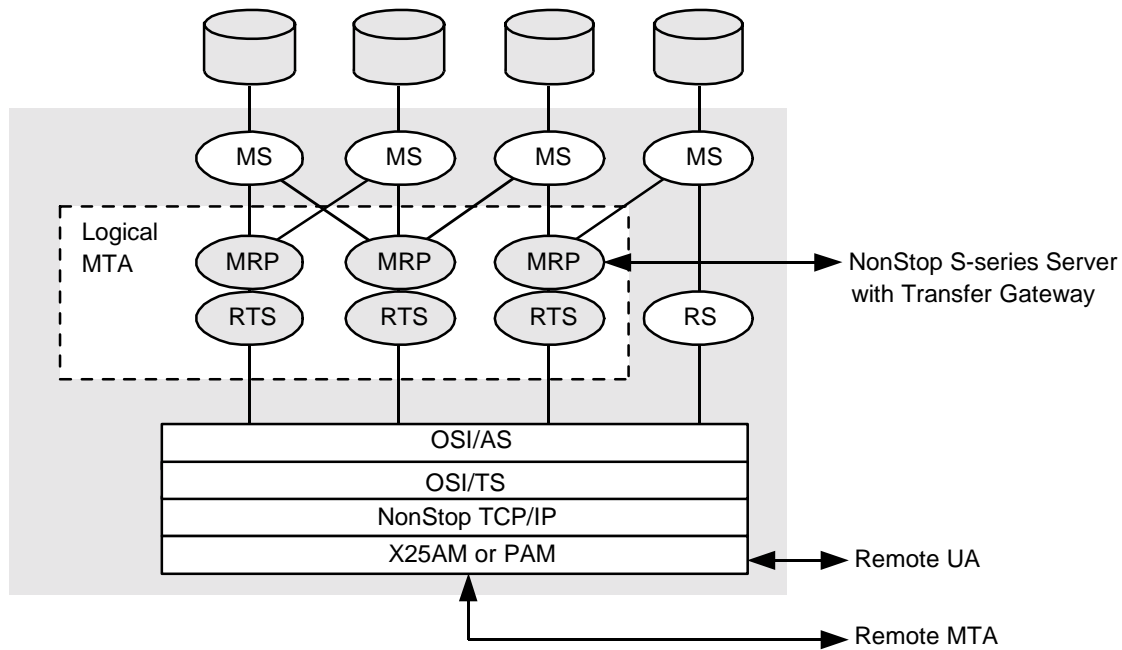 MS MS MS MS
Logical
MTA
MRP MRP MRP
NonStop S-series Server
with Transfer Gateway
RTS RTS RTS RS
OSI/AS
OSI/TS
NonStop TCP/IP
X25AM or PAM
Remote UA
Remote MTA